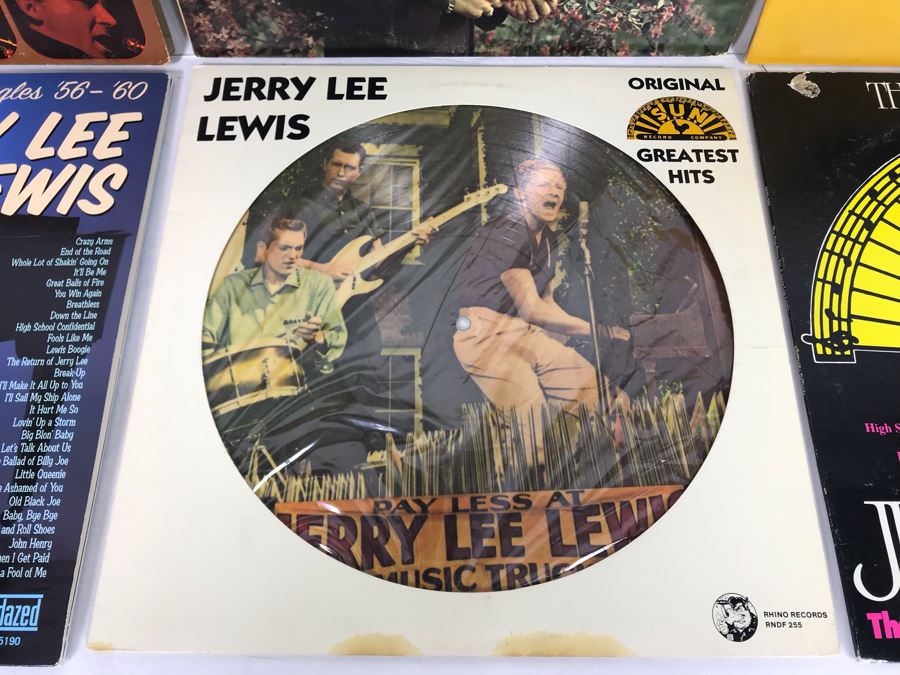 gles '56–'60
Y LEE
EWIS
Crazy Arms
End of the Road
Whole Lot of Shakin' Going On
It'll Be Me
Great Balls of Fire
You Win Again
Breathless
Down the Line
High School Confidential
Fools Like Me
Lewis Boogie
The Return of Jerry Lee
Break-Up
I'll Make It All Up to You
I'll Sail My Ship Alone
It Hurt Me So
Lovin' Up a Storm
Big Blon' Baby
Let's Talk About Us
Ballad of Billy Joe
Little Queenie
Ashamed of You
Old Black Joe
Baby, Bye Bye
and Roll Shoes
John Henry
en I Get Paid
a Fool of Me
dazed
5190
JERRY LEE
LEWIS
ORIGINAL
SUN
RECORD COMPANY
GREATEST
HITS
PAY LESS AT
JERRY LEE LEWIS
MUSIC TRUC
RHINO RECORDS
RNDF 255
TH
High S
J
Th